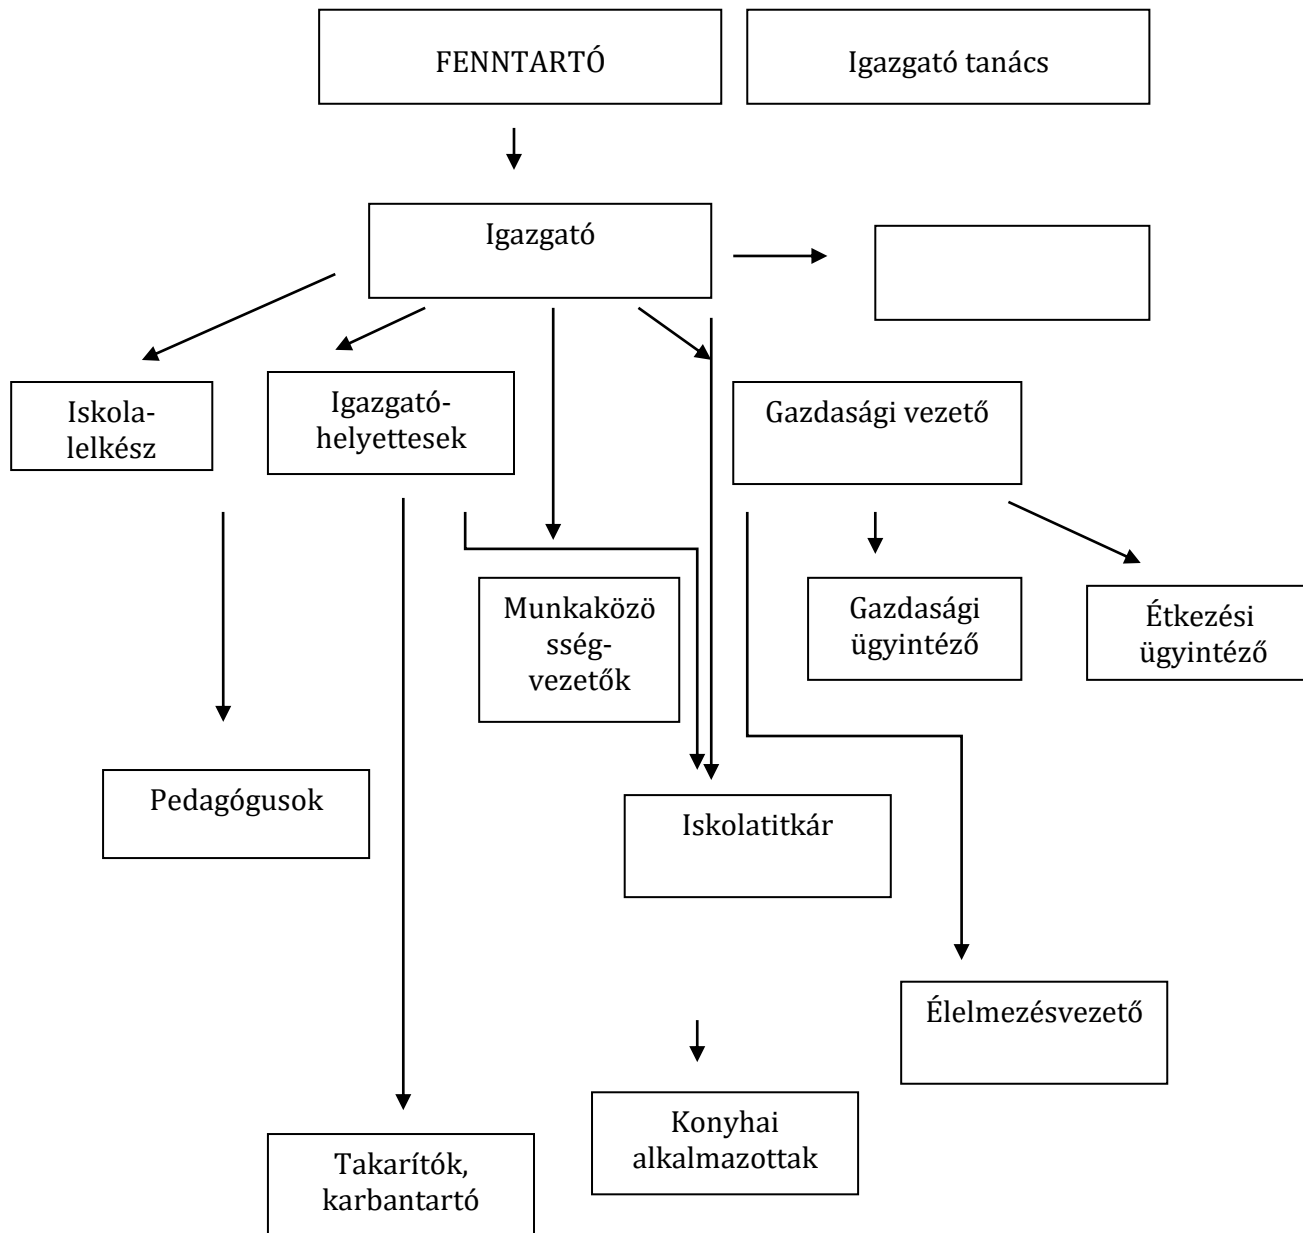 FENNTARTÓ
Igazgató tanács
Igazgató
Iskola-
lelkész
Igazgató-
helyettesek
Gazdasági vezető
Munkaközö
sség-
vezetők
Gazdasági
ügyintéző
Étkezési
ügyintéző
Pedagógusok
Iskolatitkár
Élelmezésvezető
Konyhai
alkalmazottak
Takarítók,
karbantartó